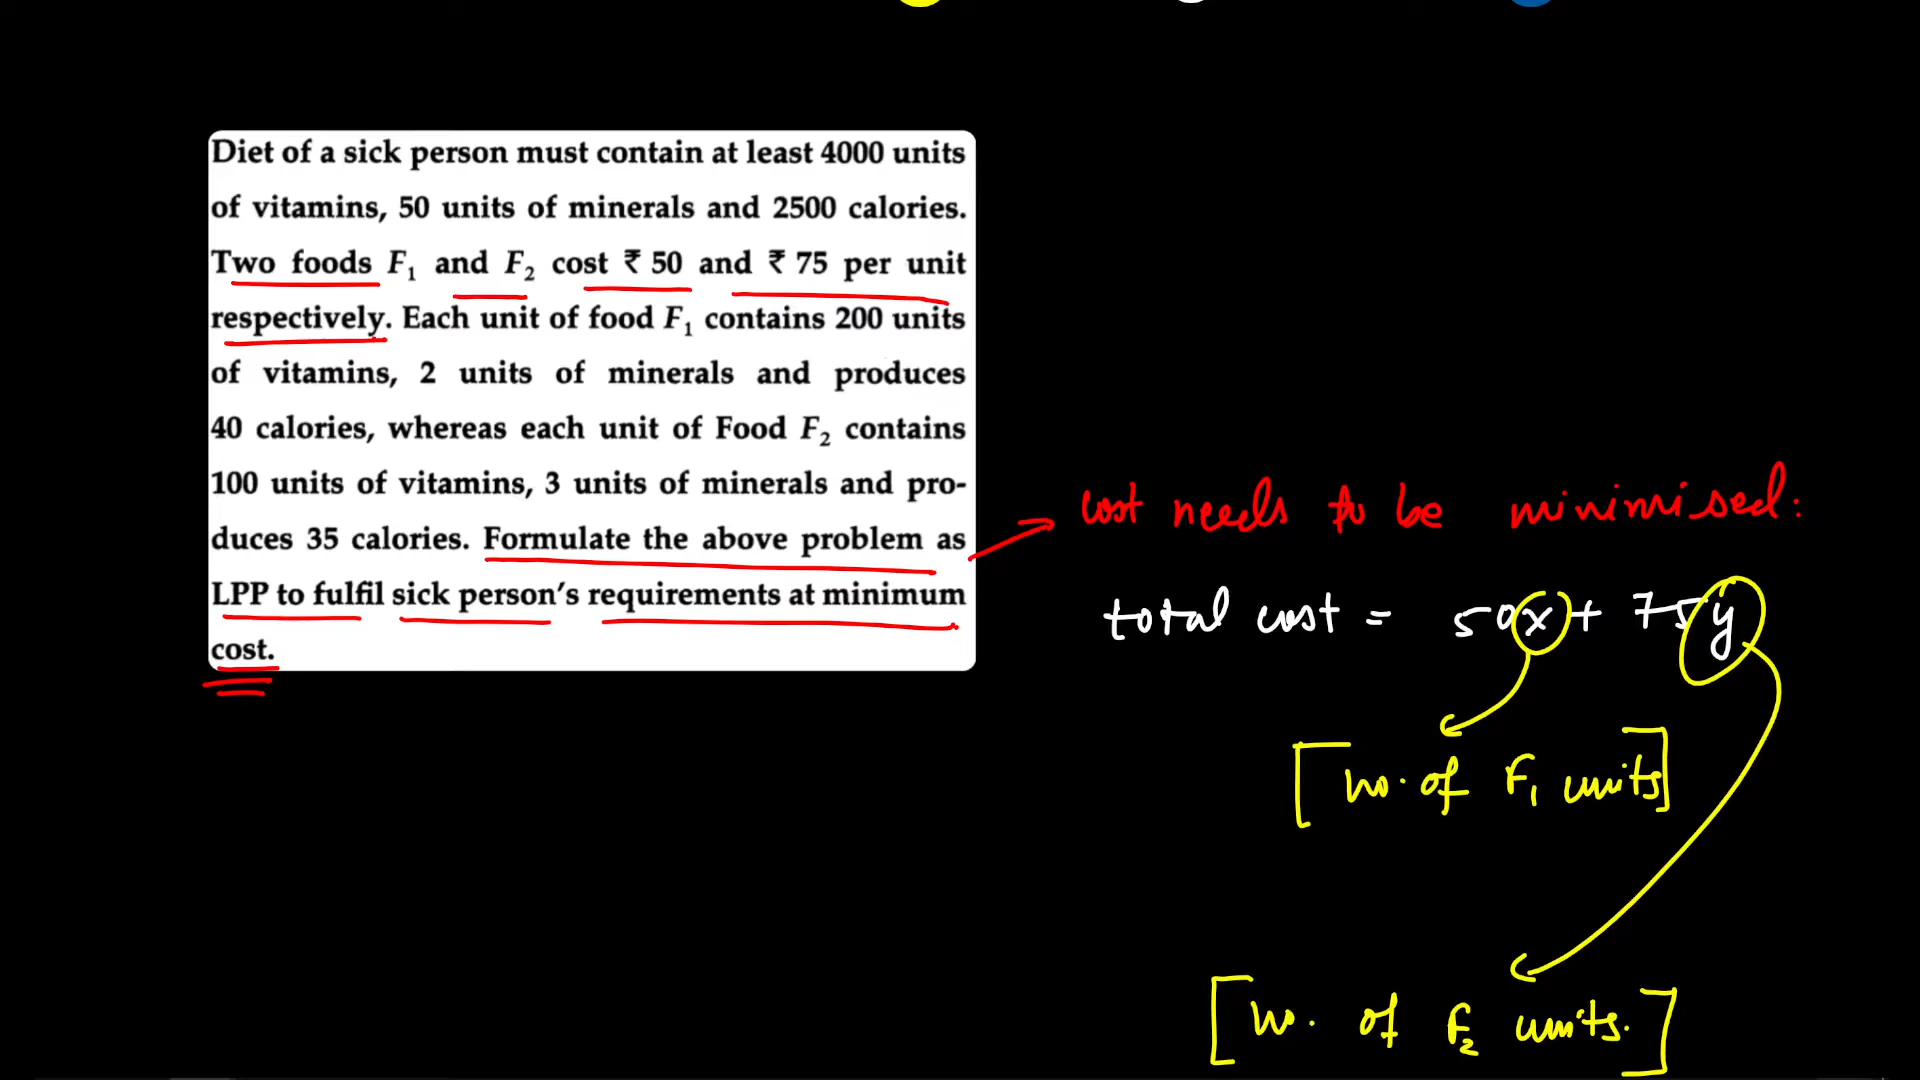 Diet of a sick person must contain at least 4000 units
of vitamins, 50 units of minerals and 2500 calories.
Two foods F₁ and F₂ cost ₹ 50 and ₹ 75 per unit
respectively. Each unit of food F₁ contains 200 units
of vitamins, 2 units of minerals and produces
40 calories, whereas each unit of Food F₂ contains
100 units of vitamins, 3 units of minerals and pro-
duces 35 calories. Formulate the above problem as
LPP to fulfil sick person's requirements at minimum
cost.
cost needs to be minimised:
total cost = 50x + 75y
[no. of F₁ units]
[no. of F₂ units.]